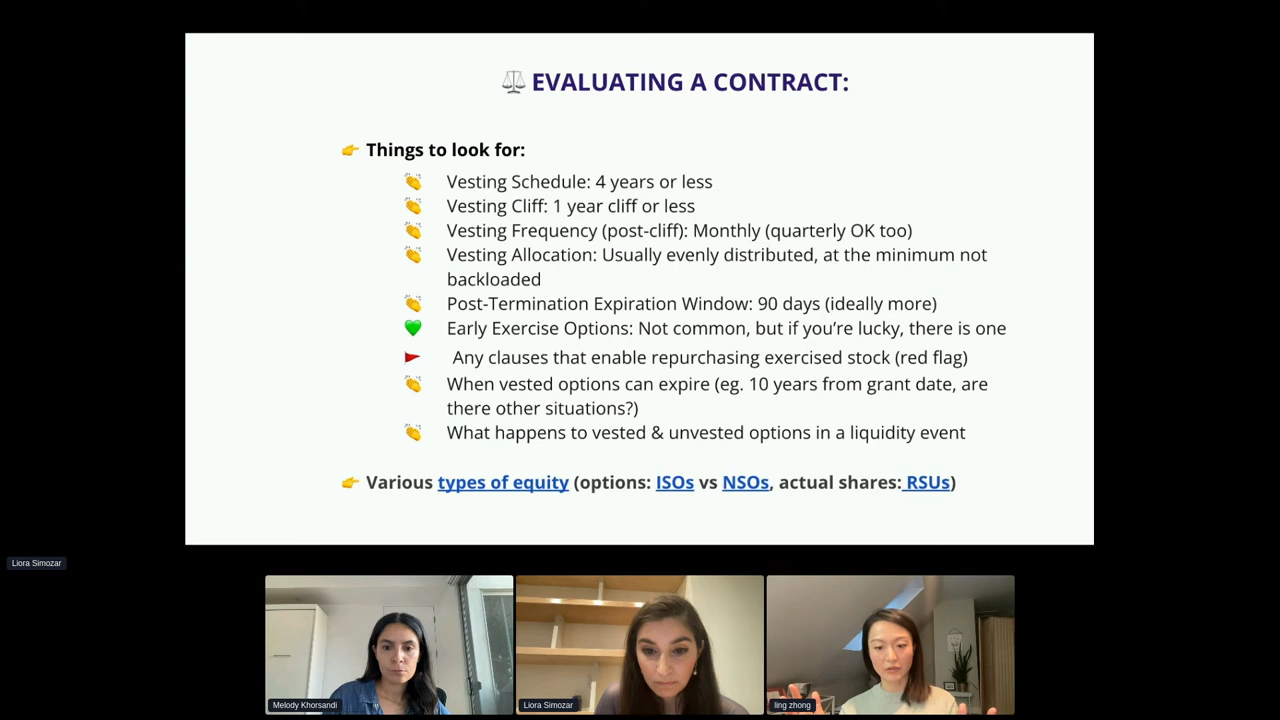 ⚖️ EVALUATING A CONTRACT:
👉 Things to look for:
👏 Vesting Schedule: 4 years or less
👏 Vesting Cliff: 1 year cliff or less
👏 Vesting Frequency (post-cliff): Monthly (quarterly OK too)
👏 Vesting Allocation: Usually evenly distributed, at the minimum not
backloaded
👏 Post-Termination Expiration Window: 90 days (ideally more)
💚 Early Exercise Options: Not common, but if you’re lucky, there is one
🚩 Any clauses that enable repurchasing exercised stock (red flag)
👏 When vested options can expire (eg. 10 years from grant date, are
there other situations?)
👏 What happens to vested & unvested options in a liquidity event
👉 Various types of equity (options: ISOs vs NSOs, actual shares: RSUs)
Liora Simozar
Melody Khorsandi
Liora Simozar
ling zhong